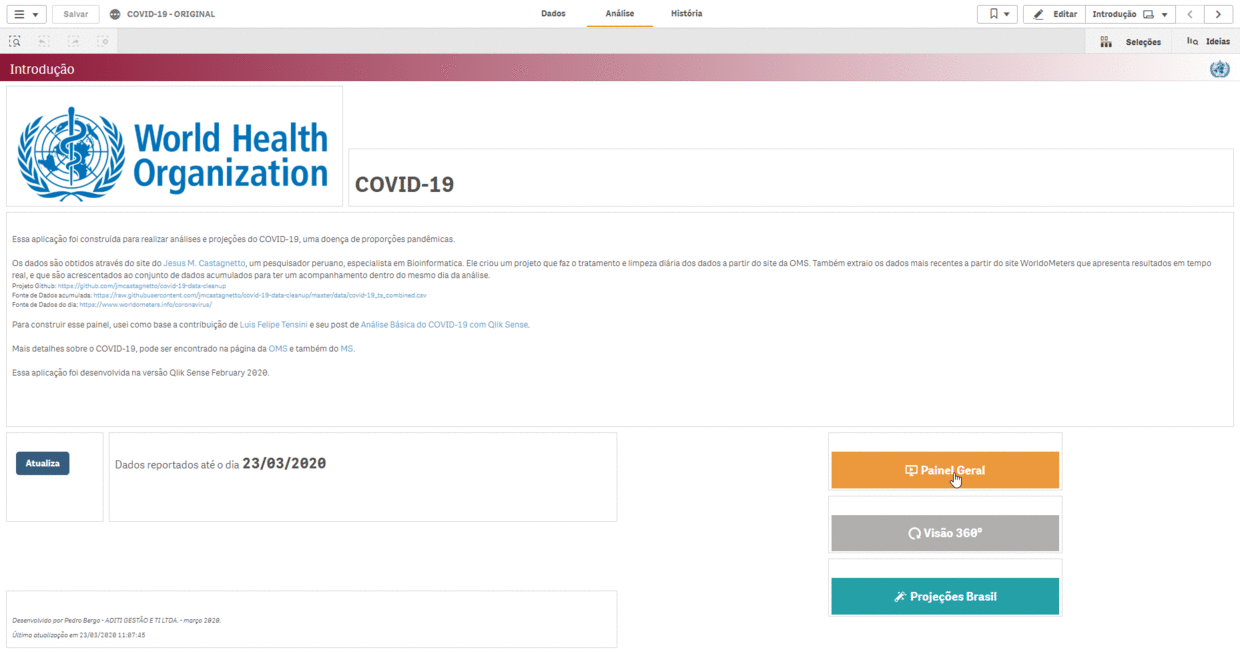 Salvar
COVID-19 - ORIGINAL
Dados
Análise
História
Editar
Introdução
Seleções
Ideias
Introdução
World Health
Organization
COVID-19
Essa aplicação foi construída para realizar análises e projeções do COVID-19, uma doença de proporções pandêmicas.
Os dados são obtidos através do site do Jesus M. Castagnetto, um pesquisador peruano, especialista em Bioinformatica. Ele criou um projeto que faz o tratamento e limpeza diária dos dados a partir do site da OMS. Também extraio os dados mais recentes a partir do site WorldoMeters que apresenta resultados em tempo
real, e que são acrescentados ao conjunto de dados acumulados para ter um acompanhamento dentro do mesmo dia da análise.
Projeto Github: https://github.com/jmcastagnetto/covid-19-data-cleanup
Fonte de Dados acumulada: https://raw.githubusercontent.com/jmcastagnetto/covid-19-data-cleanup/master/data/covid-19_ts_combined.csv
Fonte de Dados do dia: https://www.worldometers.info/coronavirus/
Para construir esse painel, usei como base a contribuição de Luis Felipe Tensini e seu post de Análise Básica do COVID-19 com Qlik Sense.
Mais detalhes sobre o COVID-19, pode ser encontrado na página da OMS e também do MS.
Essa aplicação foi desenvolvida na versão Qlik Sense February 2020.
Atualiza
Dados reportados até o dia 23/03/2020
Painel Geral
Visão 360º
Projeções Brasil
Desenvolvido por Pedro Bergo - ADITI GESTÃO E TI LTDA. - março 2020.
Última atualização em 23/03/2020 11:07:45